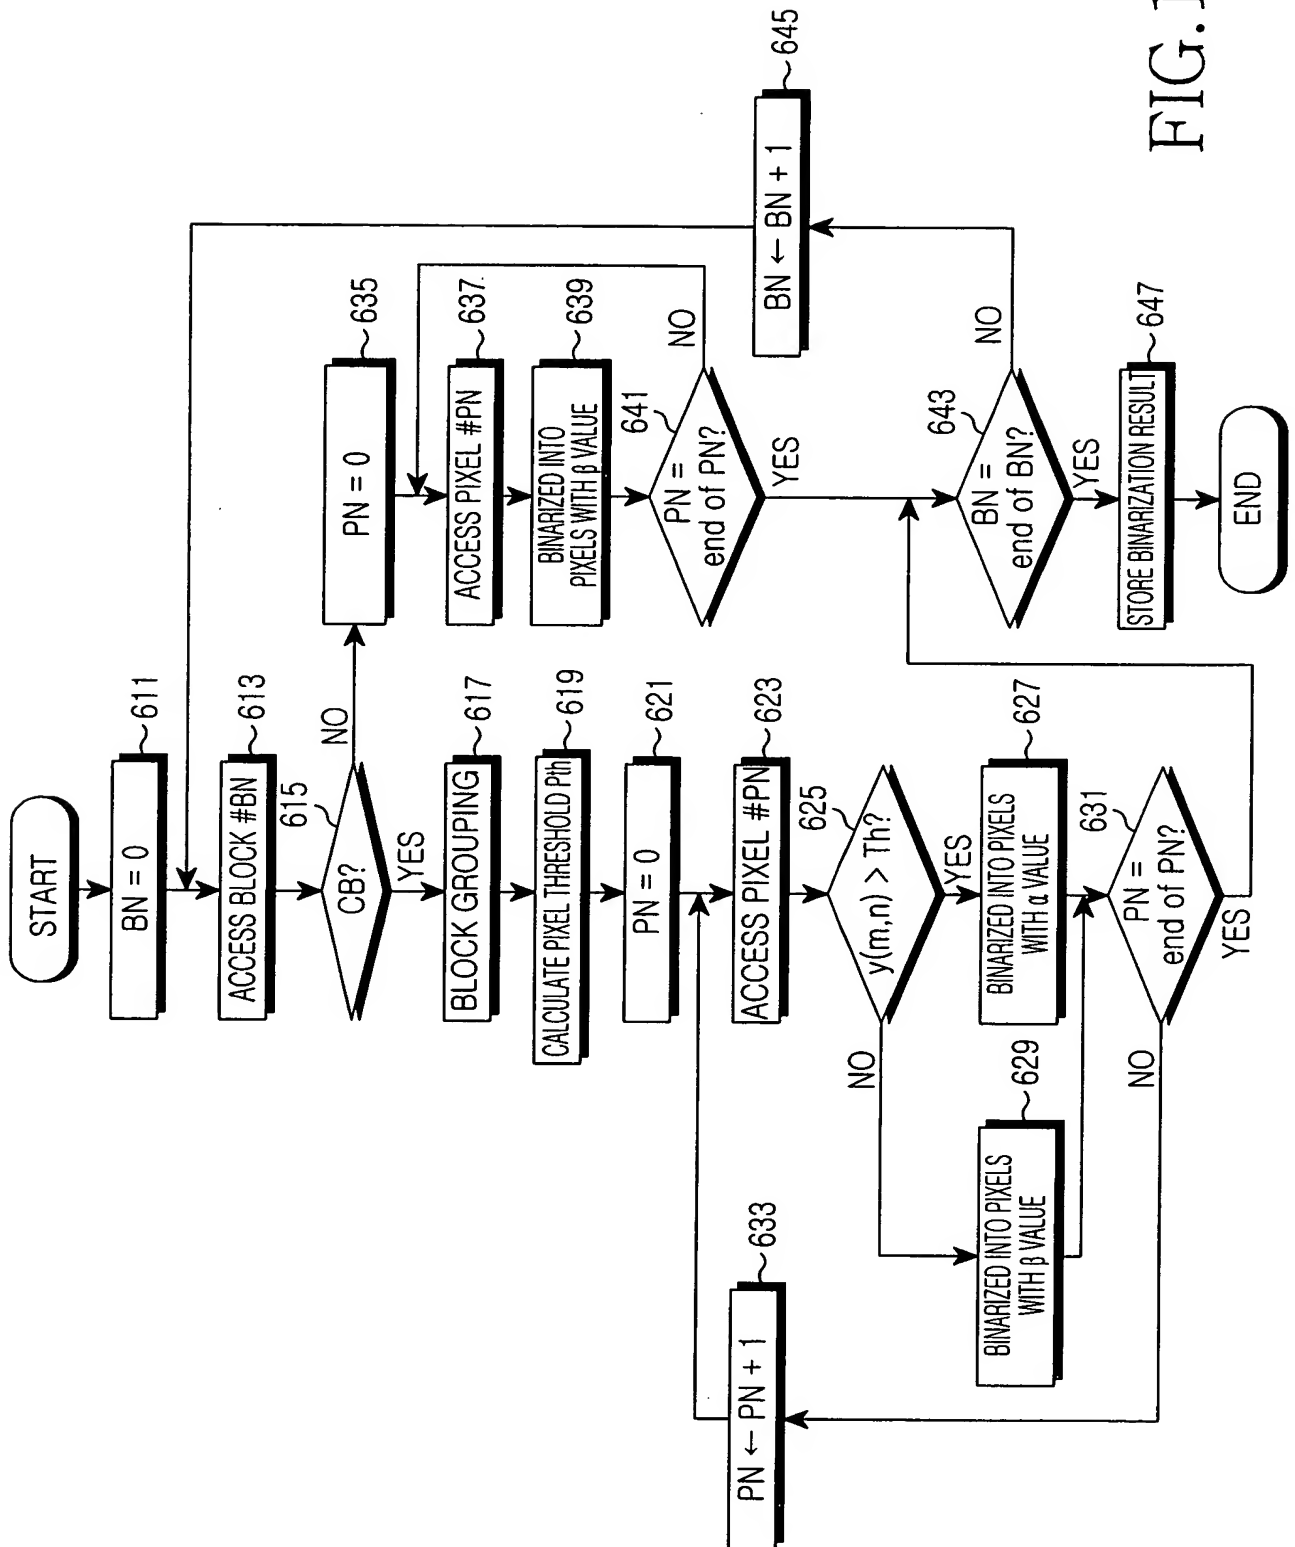 START
BN = 0
611
ACCESS BLOCK #BN
613
CB?
615
NO
YES
BLOCK GROUPING
617
CALCULATE PIXEL THRESHOLD Pth
619
PN = 0
621
ACCESS PIXEL #PN
623
y(m,n) > Th?
625
NO
YES
BINARIZED INTO PIXELS
WITH α VALUE
627
BINARIZED INTO PIXELS
WITH β VALUE
629
PN =
end of PN?
631
NO
YES
PN ← PN + 1
633
PN = 0
635
ACCESS PIXEL #PN
637
BINARIZED INTO
PIXELS WITH β VALUE
639
PN =
end of PN?
641
NO
YES
BN =
end of BN?
643
NO
YES
BN ← BN + 1
645
STORE BINARIZATION RESULT
647
END
FIG.